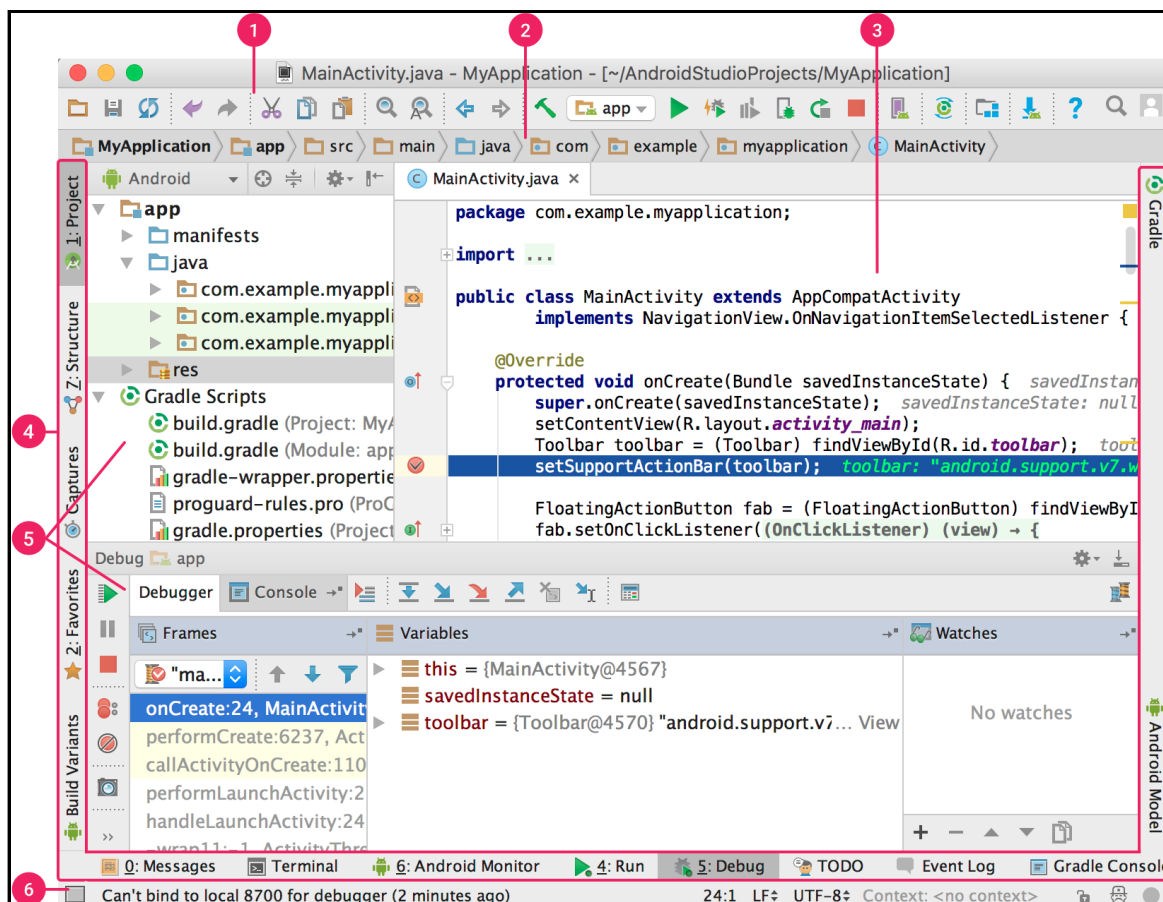 1
2
3
MainActivity.java - MyApplication - [~/AndroidStudioProjects/MyApplication]
app
MyApplication
app
src
main
java
com
example
myapplication
MainActivity
1: Project
Z: Structure
Captures
2: Favorites
Build Variants
4
5
6
Android
app
manifests
java
com.example.myappli
com.example.myappli
com.example.myappli
res
Gradle Scripts
build.gradle (Project: MyA
build.gradle (Module: app
gradle-wrapper.propertie
proguard-rules.pro (ProC
gradle.properties (Project
MainActivity.java
package com.example.myapplication;
import ...
public class MainActivity extends AppCompatActivity
implements NavigationView.OnNavigationItemSelectedListener {
@Override
protected void onCreate(Bundle savedInstanceState) { savedInstan
super.onCreate(savedInstanceState); savedInstanceState: null
setContentView(R.layout.activity_main);
Toolbar toolbar = (Toolbar) findViewById(R.id.toolbar); tool
setSupportActionBar(toolbar); toolbar: "android.support.v7.w
FloatingActionButton fab = (FloatingActionButton) findViewByI
fab.setOnClickListener((OnClickListener) (view) → {
Gradle
Android Model
Debug app
Debugger
Console
Frames
Variables
Watches
"ma...
onCreate:24, MainActivit
performCreate:6237, Act
callActivityOnCreate:110
performLaunchActivity:2
handleLaunchActivity:24
-wrap11:-1, ActivityThre
this = {MainActivity@4567}
savedInstanceState = null
toolbar = {Toolbar@4570} "android.support.v7... View
No watches
0: Messages
Terminal
6: Android Monitor
4: Run
5: Debug
TODO
Event Log
Gradle Console
Can't bind to local 8700 for debugger (2 minutes ago)
24:1 LF UTF-8 Context: <no context>